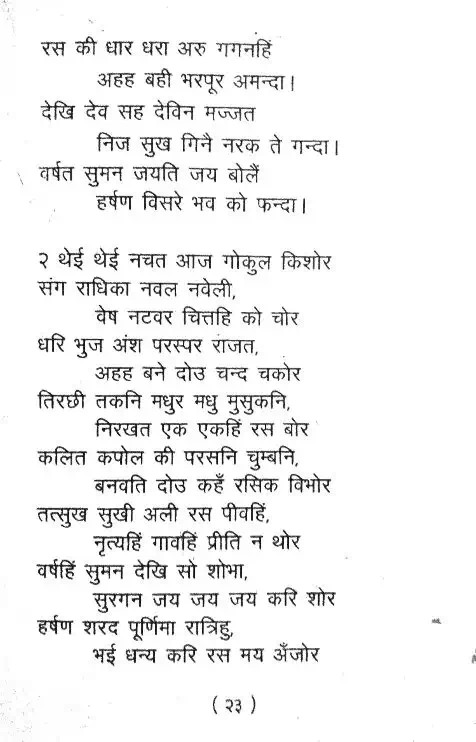 रस की धार धरा अरु गगनहिं
अहह बही भरपूर अमन्दा।
देखि देव सह देविन मज्जत
निज सुख गिनै नरक ते गन्दा।
वर्षत सुमन जयति जय बोलैं
हर्षण विसरे भव को फन्दा।
२ थेई थेई नचत आज गोकुल किशोर
संग राधिका नवल नवेली,
वेष नटवर चित्तहि को चोर
धरि भुज अंश परस्पर राजत,
अहह बने दोउ चन्द चकोर
तिरछी तकनि मधुर मधु मुसुकनि,
निरखत एक एकहिं रस बोर
कलित कपोल की परसनि चुम्बनि,
बनवति दोउ कहँ रसिक विभोर
तत्सुख सुखी अली रस पीवहिं,
नृत्यहिं गावहिं प्रीति न थोर
वर्षहिं सुमन देखि सो शोभा,
सुरगन जय जय जय करि शोर
हर्षण शरद पूर्णिमा रात्रिहु,
भई धन्य करि रस मय अँजोर
( २३ )